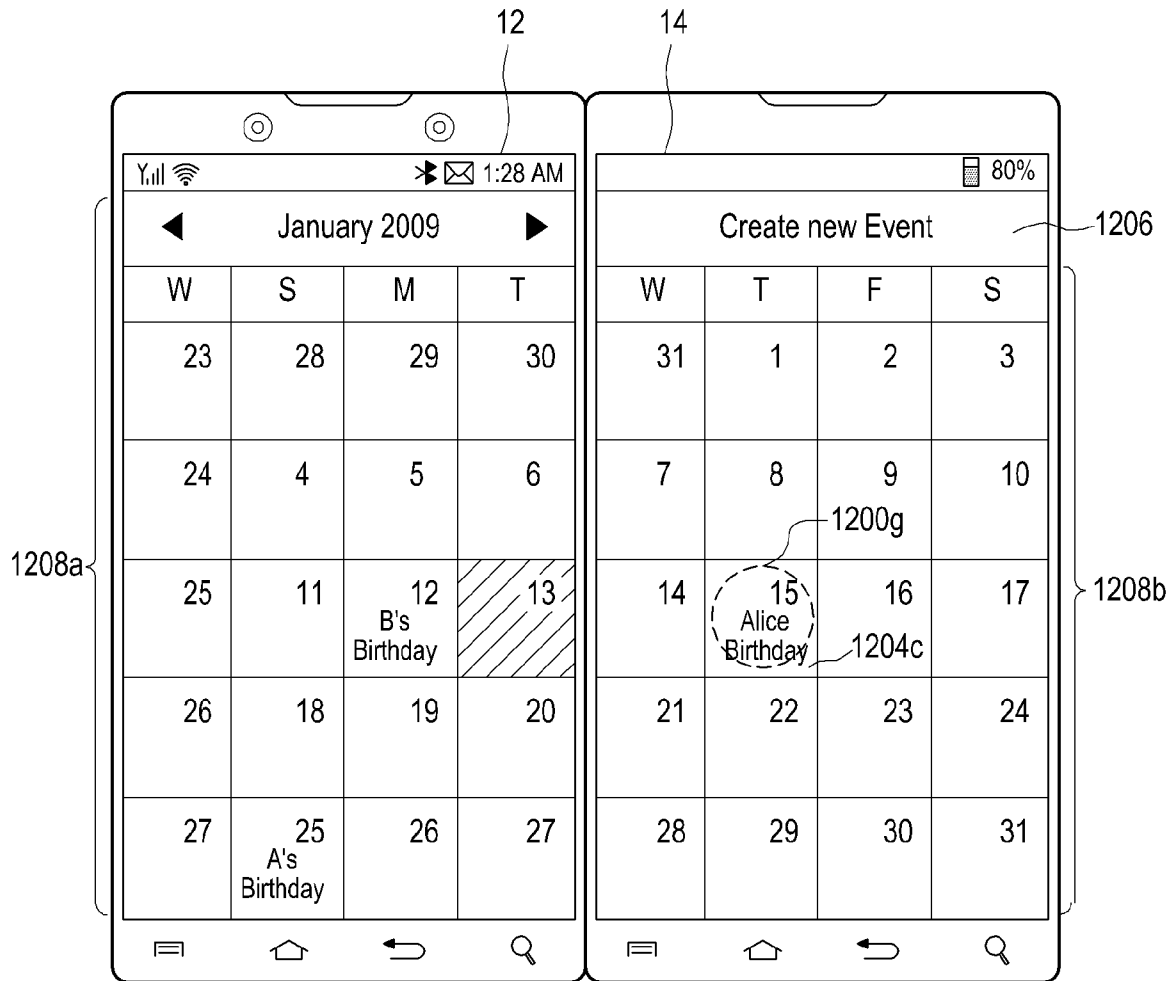 12 14
1:28 AM 80%
January 2009 Create new Event 1206
W S M T W T F S
23 28 29 30 31 1 2 3
24 4 5 6 7 8 9 10
1200g
1208a 25 11 12 13 14 15 16 17 1208b
B's Alice
Birthday Birthday 1204c
26 18 19 20 21 22 23 24
27 25 26 27 28 29 30 31
A's
Birthday